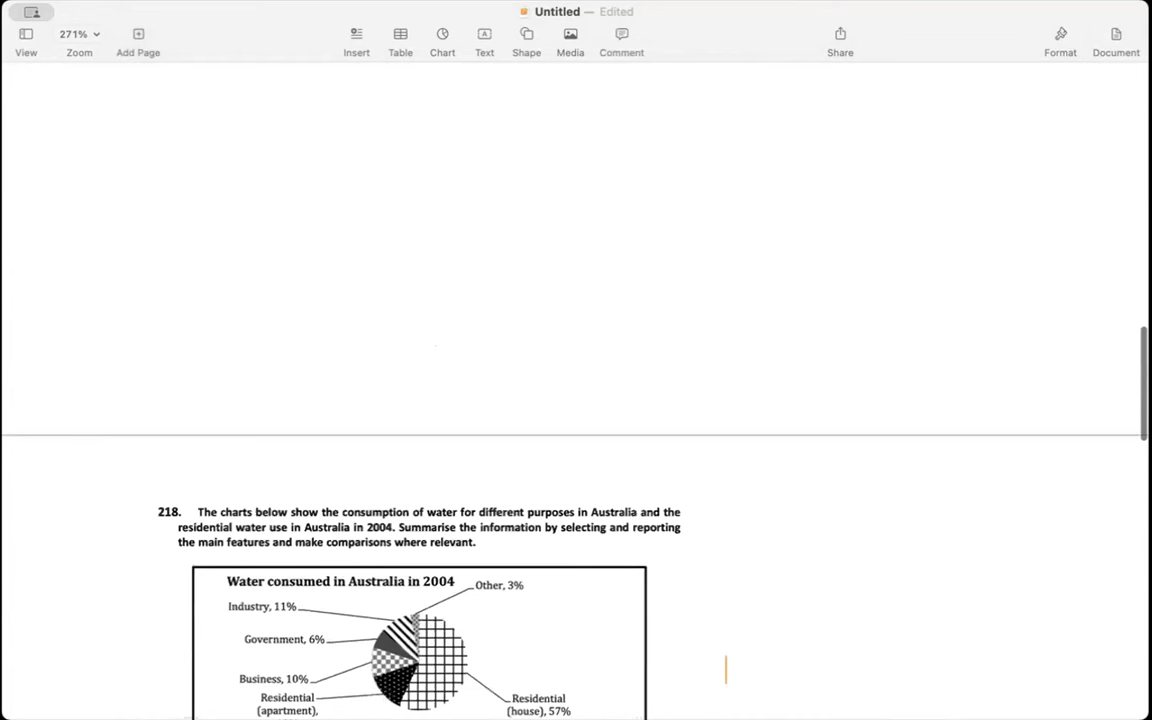 Untitled — Edited
271%
View Zoom Add Page Insert Table Chart Text Shape Media Comment Share Format Document
218. The charts below show the consumption of water for different purposes in Australia and the
residential water use in Australia in 2004. Summarise the information by selecting and reporting
the main features and make comparisons where relevant.
Water consumed in Australia in 2004
Other, 3%
Industry, 11%
Government, 6%
Business, 10%
Residential
(apartment),
Residential
(house), 57%